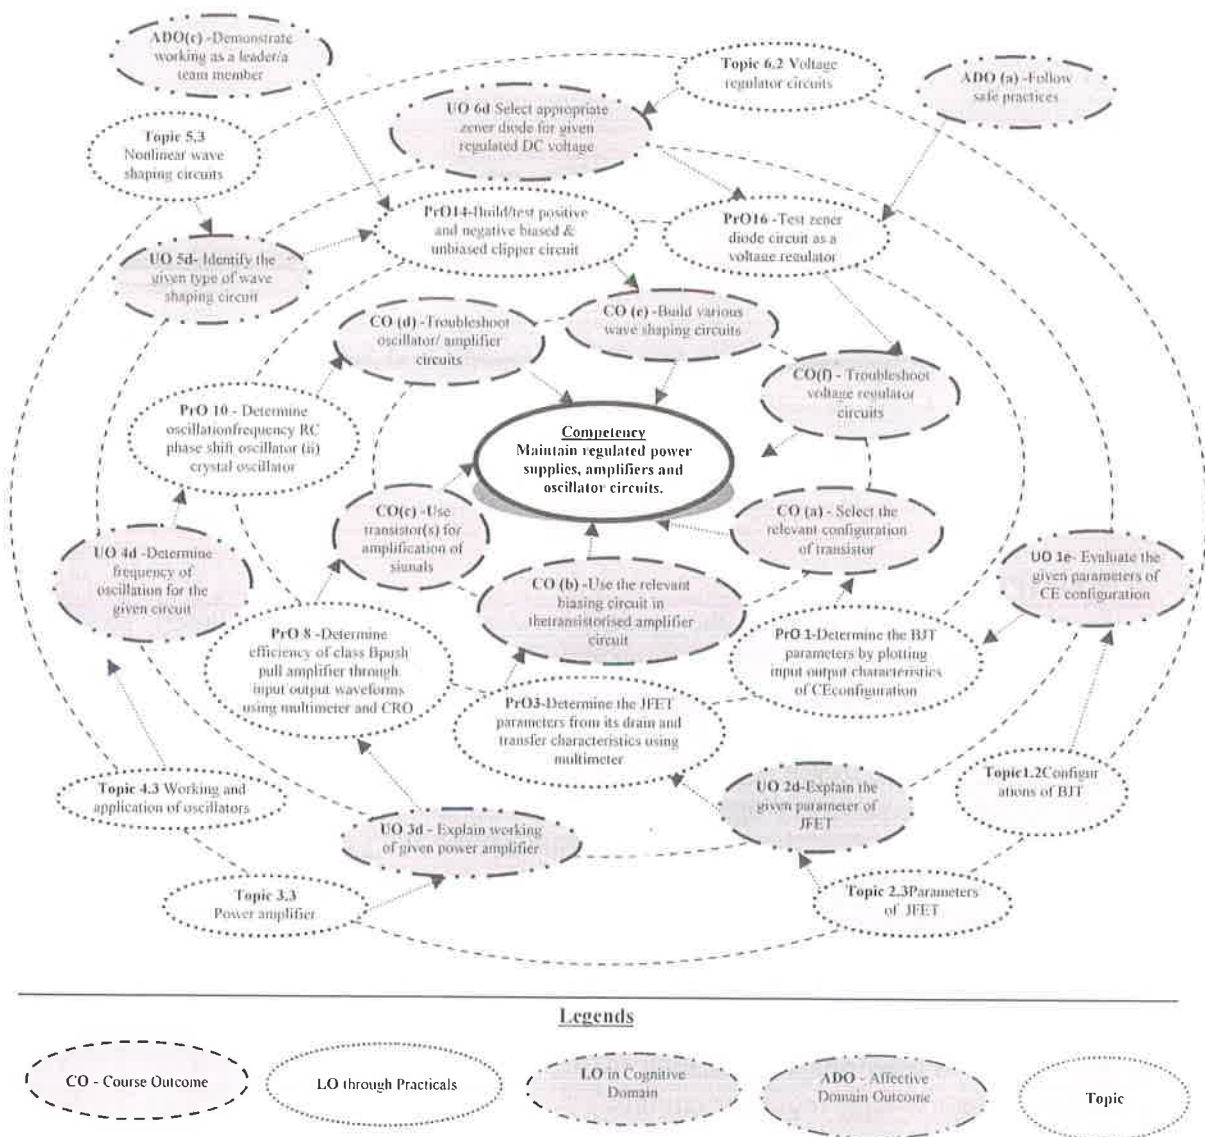 ADO(c) -Demonstrate
working as a leader/a
team member
Topic 6.2 Voltage
regulator circuits
ADO (a) -Follow
safe practices
UO 6d Select appropriate
zener diode for given
regulated DC voltage
Topic 5.3
Nonlinear wave
shaping circuits
PrO14-Build/test positive
and negative biased &
unbiased clipper circuit
PrO16 -Test zener
diode circuit as a
voltage regulator
UO 5d- Identify the
given type of wave
shaping circuit
CO (d) -Troubleshoot
oscillator/ amplifier
circuits
CO (e) -Build various
wave shaping circuits
CO(f) - Troubleshoot
voltage regulator
circuits
PrO 10 - Determine
oscillationfrequency RC
phase shift oscillator (ii)
crystal oscillator
Competency
Maintain regulated power
supplies, amplifiers and
oscillator circuits.
CO(c) -Use
transistor(s) for
amplification of
siunals
CO (a) - Select the
relevant configuration
of transistor
UO 4d -Determine
frequency of
oscillation for the
given circuit
CO (b) -Use the relevant
biasing circuit in
thetransistorised amplifier
circuit
UO 1e- Evaluate the
given parameters of
CE configuration
PrO 8 -Determine
efficiency of class Bpush
pull amplifier through
input output waveforms
using multimeter and CRO
PrO 1-Determine the BJT
parameters by plotting
input output characteristics
of CEconfiguration
PrO3-Determine the JFET
parameters from its drain and
transfer characteristics using
multimeter
Topic 4.3 Working and
application of oscillators
UO 2d-Explain the
given parameter of
JFET
Topic1.2Configur
ations of BJT
UO 3d - Explain working
of given power amplifier
Topic 3.3
Power amplifier
Topic 2.3Parameters
of JFET
Legends
CO - Course Outcome
LO through Practicals
LO in Cognitive
Domain
ADO - Affective
Domain Outcome
Topic